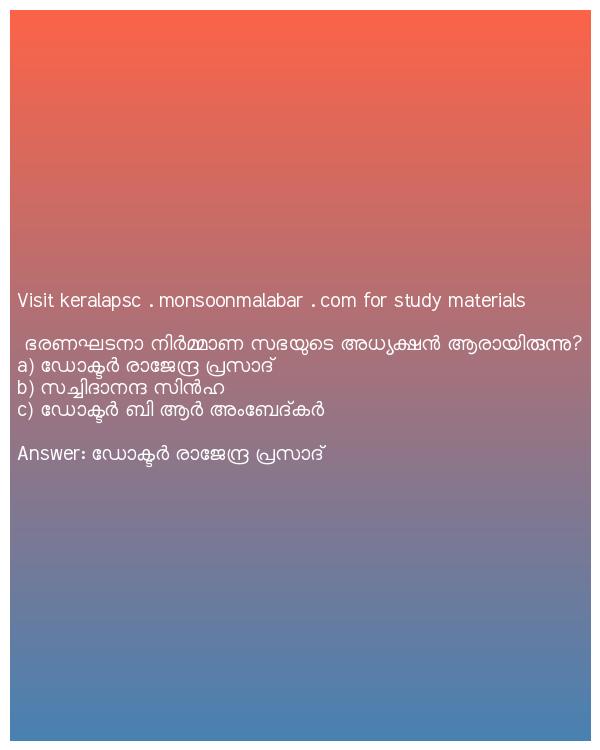 Visit keralapsc . monsoonmalabar . com for study materials
ഭരണഘടനാ നിർമ്മാണ സഭയുടെ അധ്യക്ഷൻ ആരായിരുന്നു?
a) ഡോക്ടർ രാജേന്ദ്ര പ്രസാദ്
b) സച്ചിദാനന്ദ സിൻഹ
c) ഡോക്ടർ ബി ആർ അംബേദ്കർ
Answer: ഡോക്ടർ രാജേന്ദ്ര പ്രസാദ്